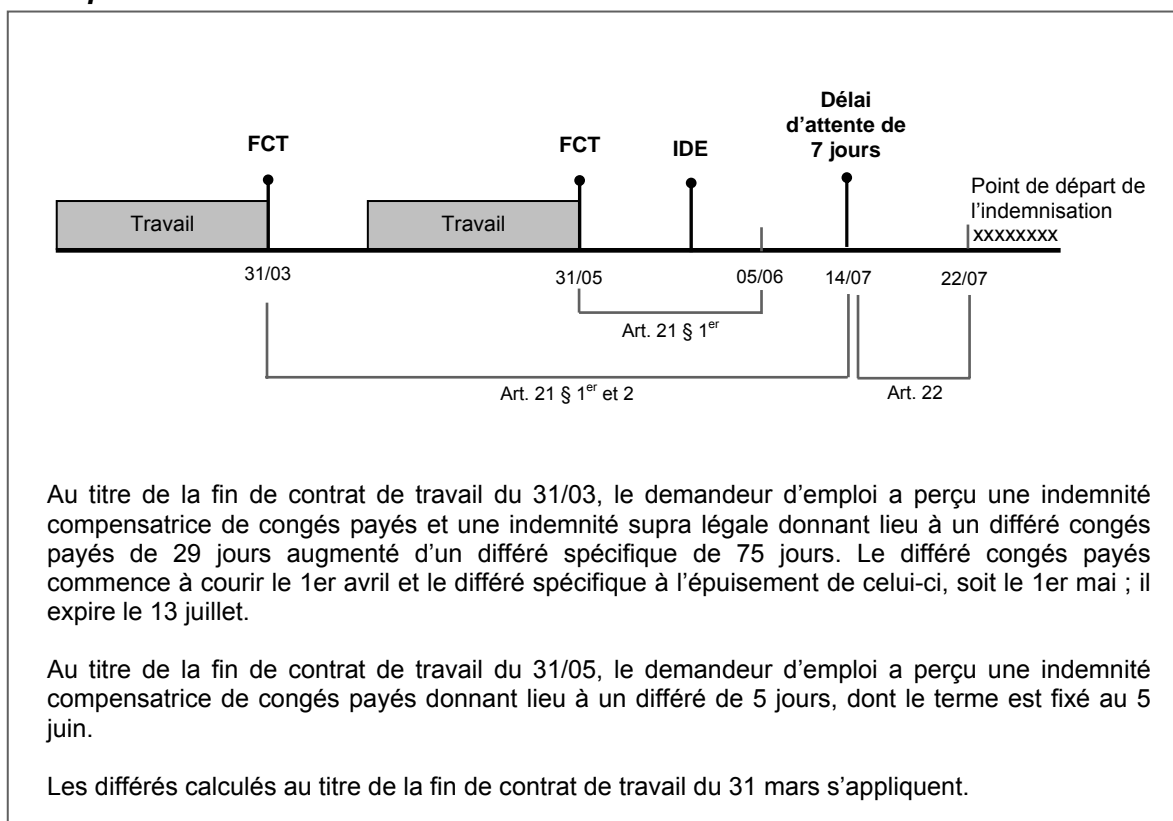 Délai
d’attente de
7 jours
FCT
FCT
IDE
Point de départ de
l’indemnisation
Travail
Travail
xxxxxxxx
31/03
31/05
05/06
14/07
22/07
Art. 21 § 1er
Art. 21 § 1er et 2
Art. 22
Au titre de la fin de contrat de travail du 31/03, le demandeur d’emploi a perçu une indemnité
compensatrice de congés payés et une indemnité supra légale donnant lieu à un différé congés
payés de 29 jours augmenté d’un différé spécifique de 75 jours. Le différé congés payés
commence à courir le 1er avril et le différé spécifique à l’épuisement de celui-ci, soit le 1er mai ; il
expire le 13 juillet.
Au titre de la fin de contrat de travail du 31/05, le demandeur d’emploi a perçu une indemnité
compensatrice de congés payés donnant lieu à un différé de 5 jours, dont le terme est fixé au 5
juin.
Les différés calculés au titre de la fin de contrat de travail du 31 mars s’appliquent.